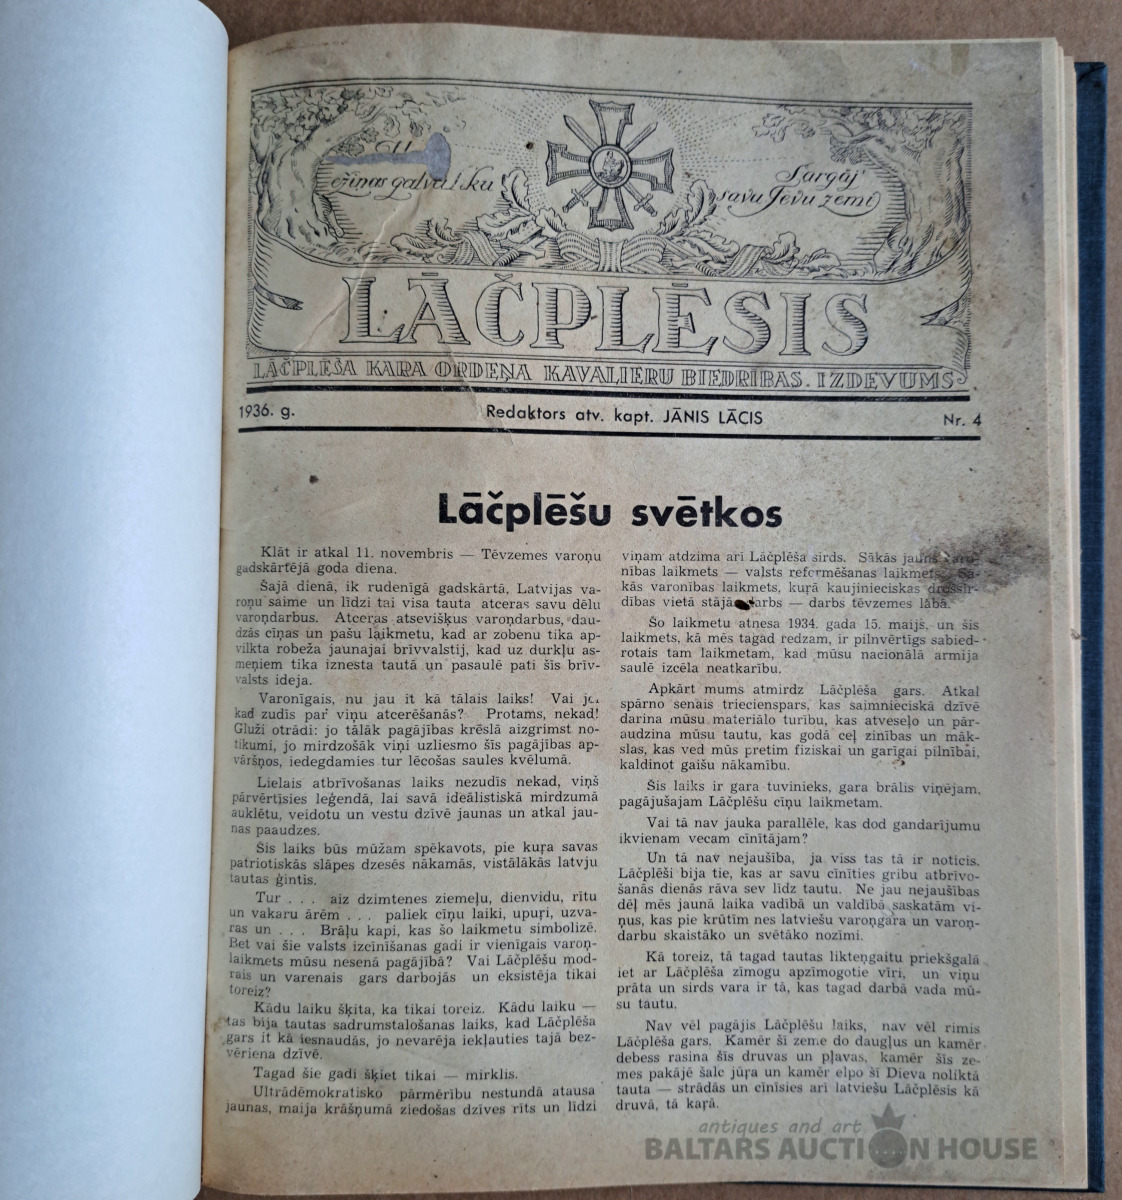 ežiņas galvu liku
Sargāj'
savu Tēvu zemi
LĀČPLĒSIS
LĀČPLĒŠA KARA ORDEŅA KAVALIERU BIEDRĪBAS IZDEVUMS
1936. g.
Redaktors atv. kapt. JĀNIS LĀCIS
Nr. 4
Lāčplēšu svētkos
Klāt ir atkal 11. novembris — Tēvzemes varoņu
gadskārtējā goda diena.
Šajā dienā, ik rudenīgā gadskārtā, Latvijas va-
roņu saime un līdzi tai visa tauta atceras savu dēlu
varoņdarbus. Atceras atsevišķus varoņdarbus, dau-
dzās cīņas un pašu laikmetu, kad ar zobenu tika ap-
vilkta robeža jaunajai brīvvalstij, kad uz durkļu as-
meņiem tika iznesta tautā un pasaulē pati šīs brīv-
valsts ideja.
Varonīgais, nu jau it kā tālais laiks! Vai
kad zudīs par viņu atcerēšanās? Protams, nekad!
Gluži otrādi: jo tālāk pagājības krēslā aizgrimst no-
tikumi, jo mirdzošāk viņi uzliesmo šīs pagājības ap-
vāršņos, iedegdamies tur lēcošas saules kvēlumā.
Lielais atbrīvošanas laiks nezudīs nekad, viņš
pārvērtīsies leģendā, lai savā ideālistiskā mirdzumā
auklētu, veidotu un vestu dzīvē jaunas un atkal jau-
nas paaudzes.
Šis laiks būs mūžam spēkavots, pie kuŗa savas
patriotiskās slāpes dzesēs nākamās, vistālākās latvju
tautas ģintis.
Tur . . . aiz dzimtenes ziemeļu, dienvidu, rītu
un vakaru ārēm . . . paliek cīņu laiki, upuŗi, uzva-
ras un . . . Brāļu kapi, kas šo laikmetu simbolizē.
Bet vai šie valsts izcīnīšanas gadi ir vienīgais varoņ-
laikmets mūsu nesenā pagājībā? Vai Lāčplēšu mod-
rais un varenais gars darbojās un eksistēja tikai
toreiz?
Kādu laiku šķita, ka tikai toreiz. Kādu laiku —
tas bija tautas sadrumstalošanas laiks, kad Lāčplēša
gars it kā iesnaudās, jo nevarēja iekļauties tajā bez-
vēriena dzīvē.
Tagad šie gadi šķiet tikai — mirklis.
Ultrādēmokratisko pārmērību nestundā atausa
jaunas, maija krāšņumā ziedošas dzīves rīts un līdzi
viņam atdzima arī Lāčplēša sirds. Sākās jauns varo-
nības laikmets — valsts reformēšanas laikmets. Sā-
kās varonības laikmets, kuŗā kaujinieciskas drossir-
dības vietā stājās darbs — darbs tēvzemes labā.
Šo laikmetu atnesa 1934. gada 15. maijs, un šis
laikmets, kā mēs tagad redzam, ir pilnvērtīgs sabied-
rotais tam laikmetam, kad mūsu nacionālā armija
saulē izcēla neatkarību.
Apkārt mums atmirdz Lāčplēša gars. Atkal
spārno senais triecienspars, kas saimnieciskā dzīvē
darina mūsu materiālo turību, kas atveseļo un pār-
audzina mūsu tautu, kas godā ceļ zinības un māk-
slas, kas ved mūs pretim fiziskai un garīgai pilnībai,
kaldinot gaišu nākamību.
Šis laiks ir gara tuvinieks, gara brālis viņējam,
pagājušajam Lāčplēšu cīņu laikmetam.
Vai tā nav jauka parallēle, kas dod gandarījumu
ikvienam vecam cīnītājam?
Un tā nav nejaušība, ja viss tas tā ir noticis.
Lāčplēši bija tie, kas ar savu cīnīties gribu atbrīvo-
šanās dienās rāva sev līdz tautu. Ne jau nejaušības
dēļ mēs jaunā laika vadībā un valdībā saskatām vi-
ņus, kas pie krūtīm nes latviešu varoņgara un varoņ-
darbu skaistāko un svētāko nozīmi.
Kā toreiz, tā tagad tautas likteņgaitu priekšgalā
iet ar Lāčplēša zīmogu apzīmogotie vīri, un viņu
prāta un sirds vara ir tā, kas tagad darbā vada mū-
su tautu.
Nav vēl pagājis Lāčplēšu laiks, nav vēl rimis
Lāčplēša gars. Kamēr šī zeme do daugļus un kamēr
debess rasina šīs druvas un pļavas, kamēr šīs ze-
mes pakājē šalc jūŗa un kamēr elpo šī Dieva noliktā
tauta — strādās un cīnīsies arī latviešu Lāčplēsis kā
druvā, tā kaŗā.
antiques and art
BALTARS AUCTION HOUSE